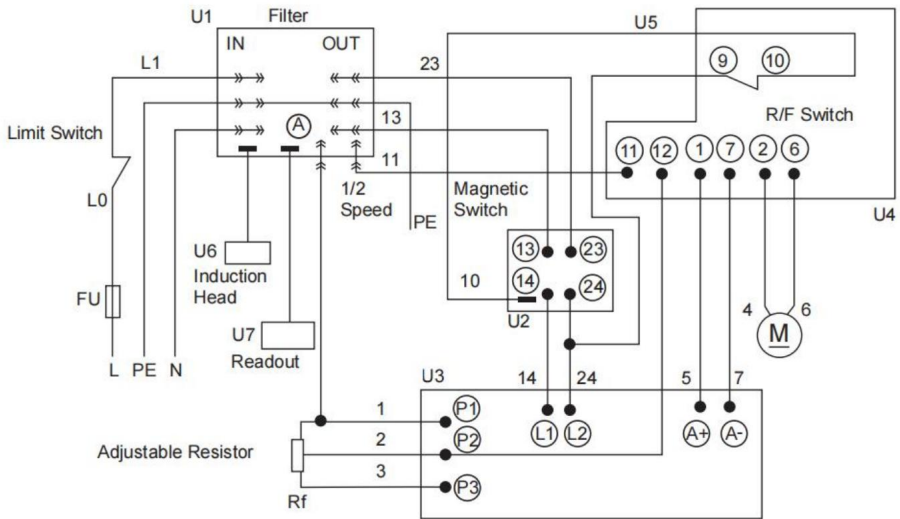 U1
Filter
U5
IN
OUT
L1
23
9
10
R/F Switch
Limit Switch
A
13
11
12
1
7
2
6
11
1/2
Speed
Magnetic
Switch
U4
L0
PE
U6
Induction
Head
13
23
10
14
24
U2
FU
4
6
M
U7
Readout
L PE N
U3
14
24
5
7
1
P1
L1
L2
A+
A-
2
P2
Adjustable Resistor
3
P3
Rf